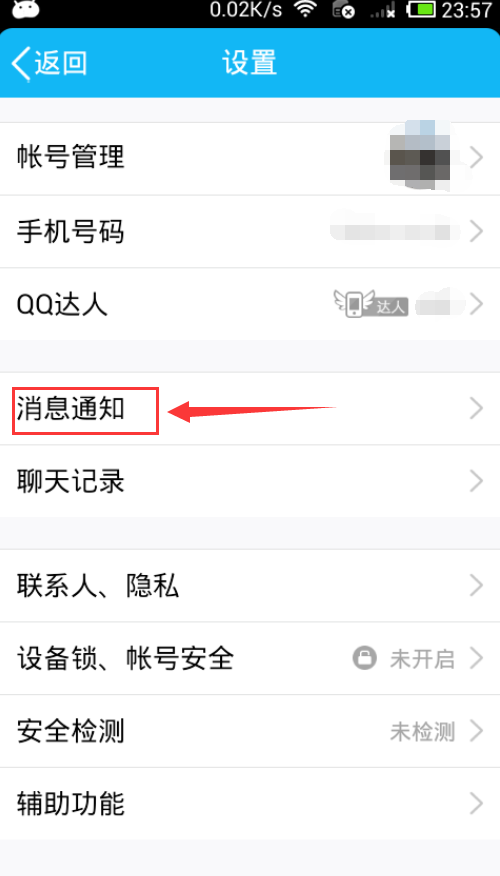 0.02K/s 23:57
返回 设置
帐号管理
手机号码
QQ达人 达人
消息通知
聊天记录
联系人、隐私
设备锁、帐号安全 未开启
安全检测 未检测
辅助功能